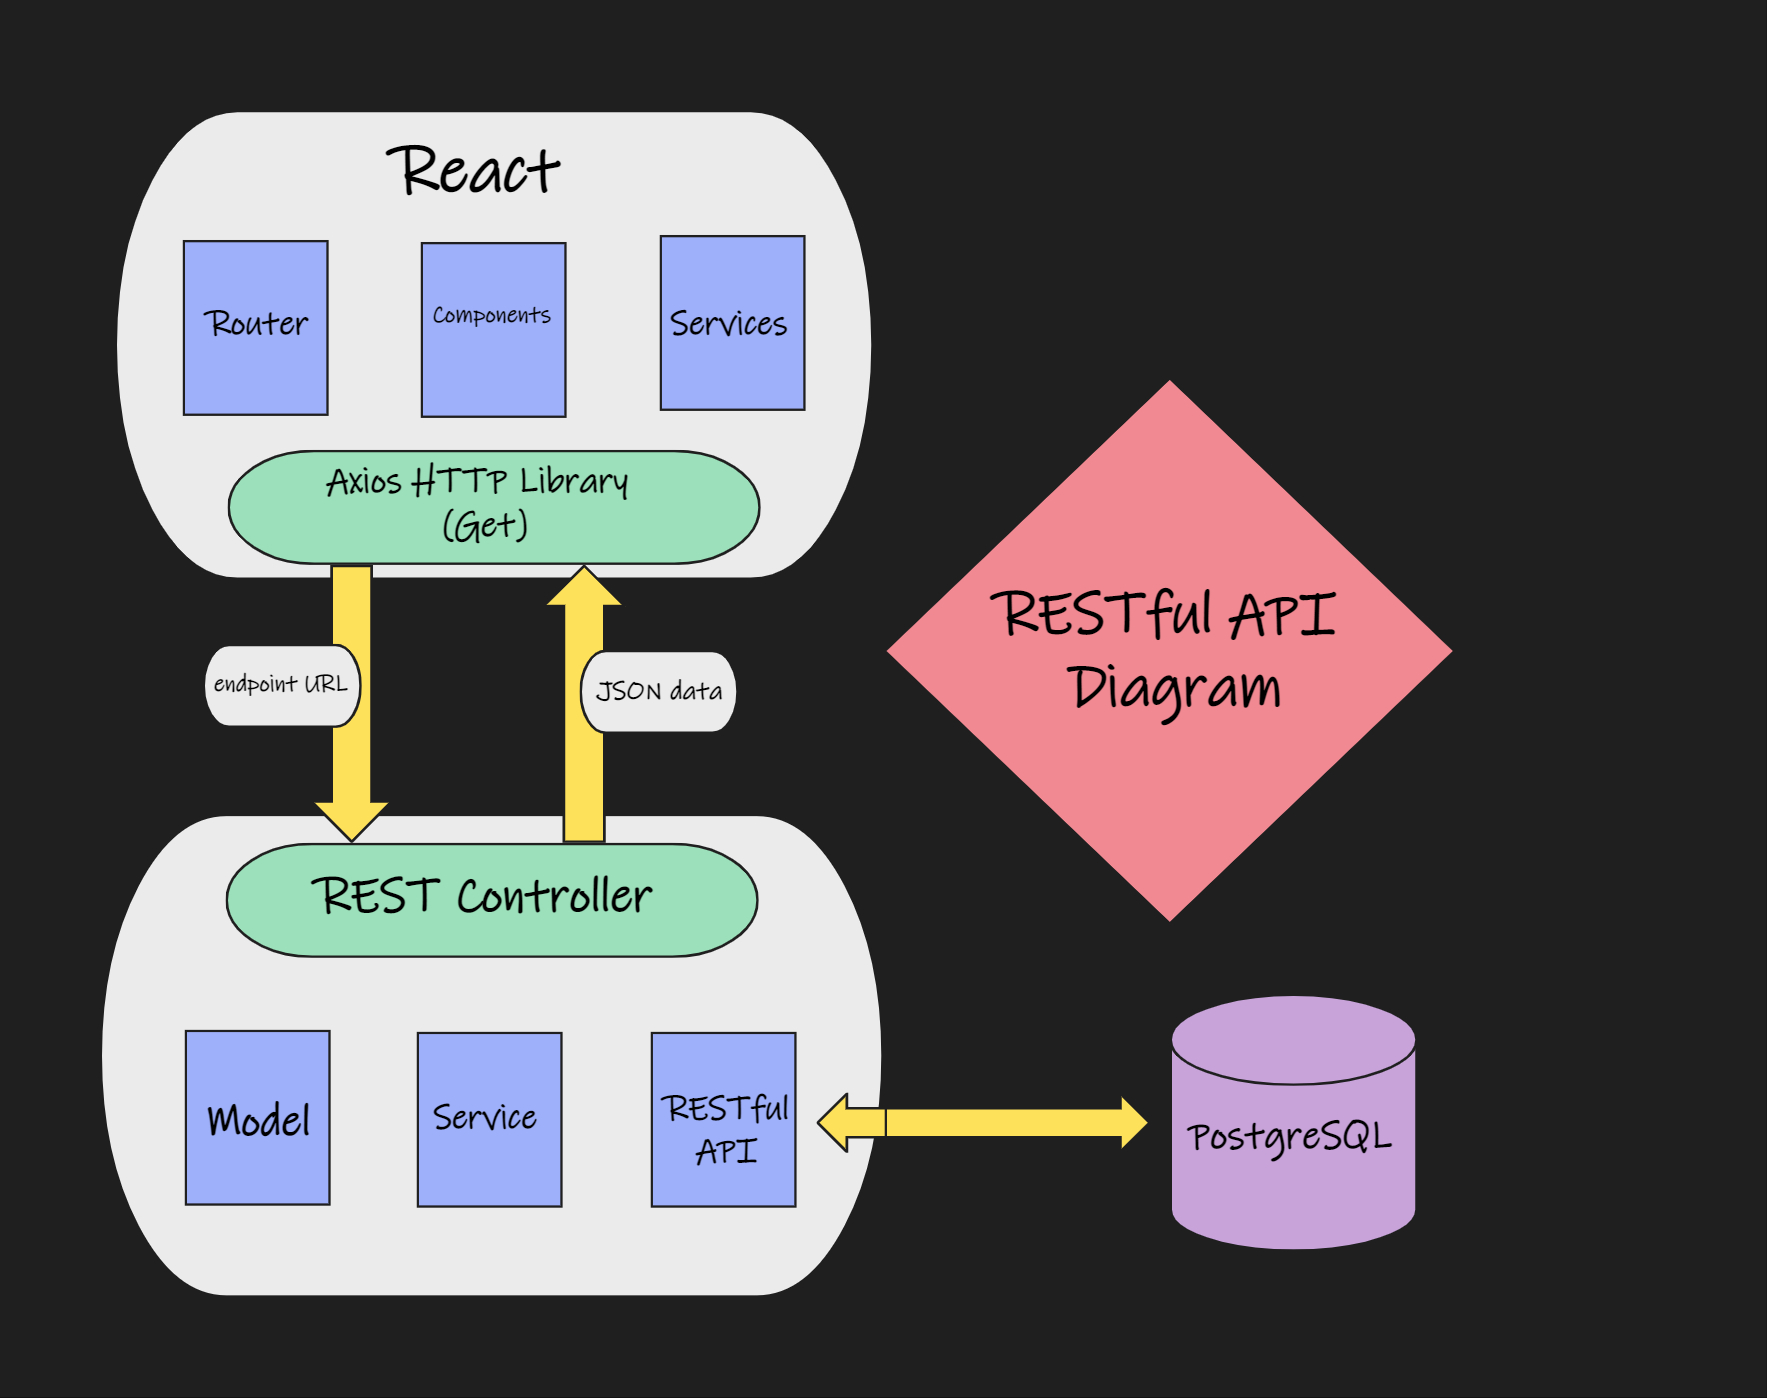 React
Router
Components
Services
Axios HTTP Library
(Get)
endpoint URL
JSON data
RESTful API
Diagram
REST Controller
Model
Service
RESTful
API
PostgreSQL